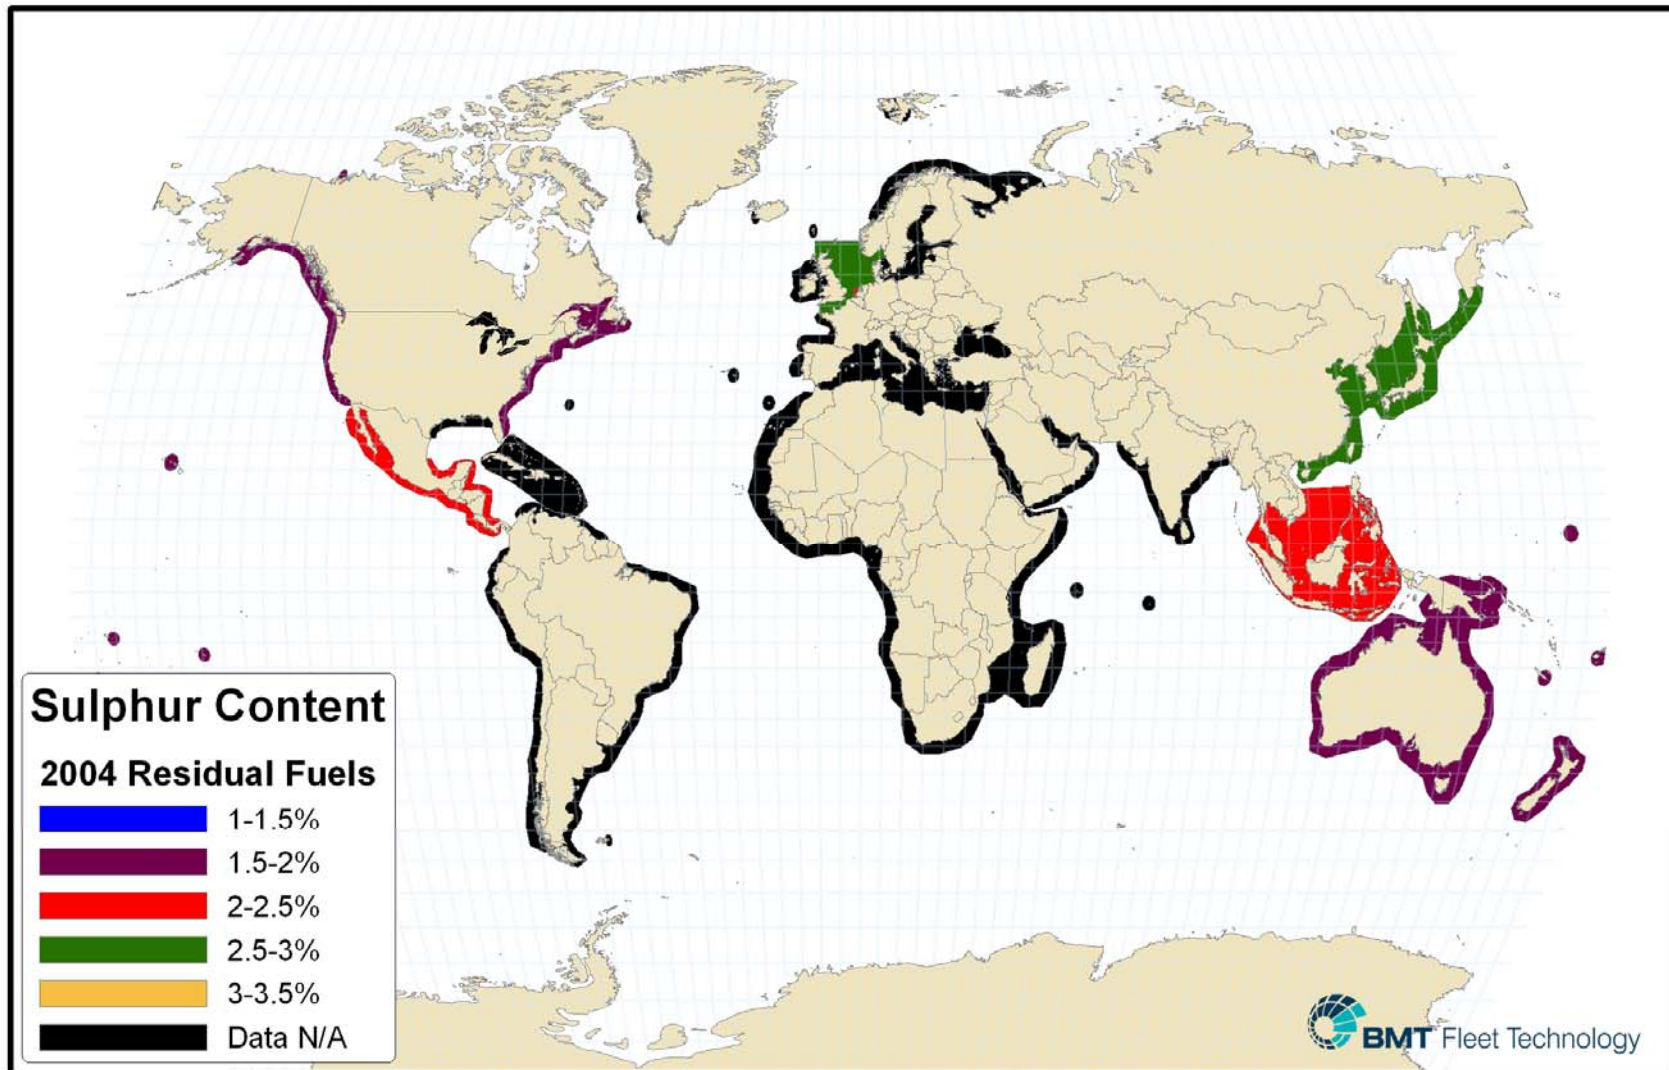 Sulphur Content
2004 Residual Fuels
1-1.5%
1.5-2%
2-2.5%
2.5-3%
3-3.5%
Data N/A
BMT Fleet Technology